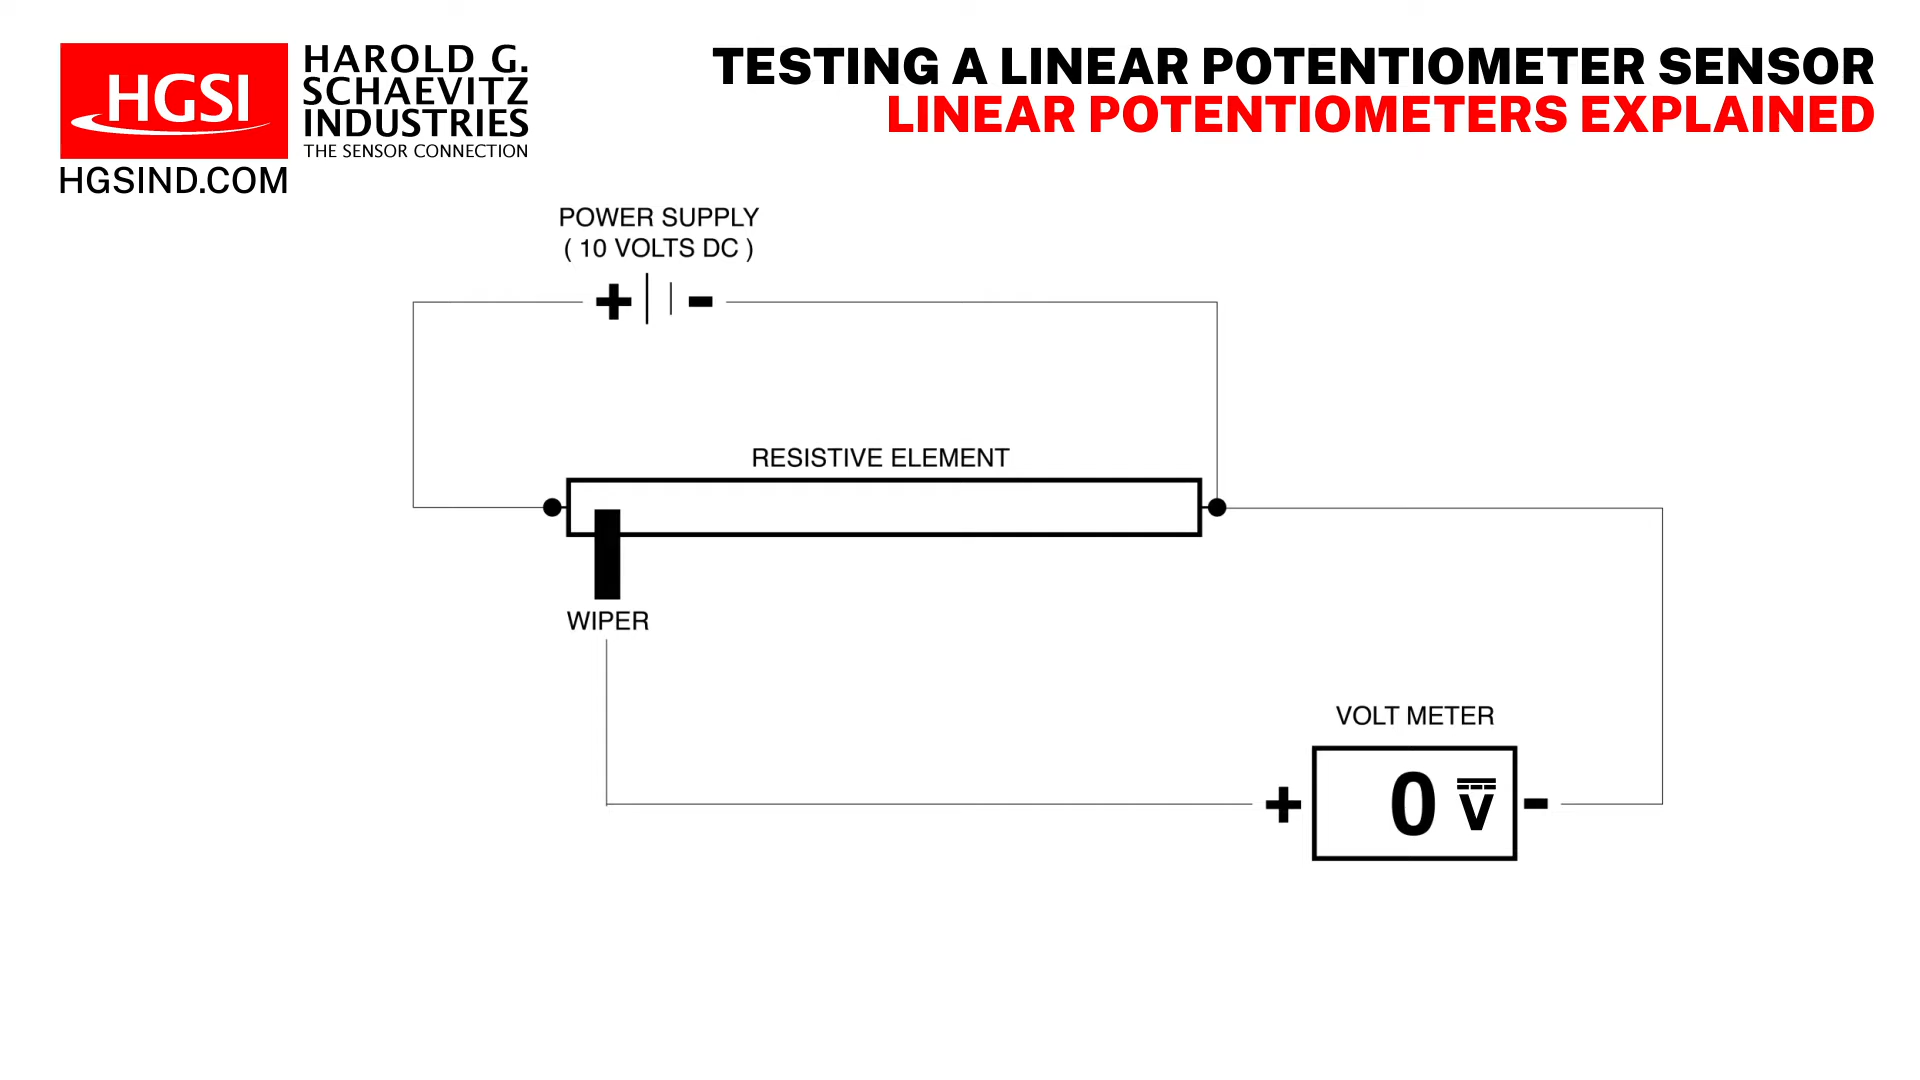 HGSI
HAROLD G.
SCHAEVITZ
INDUSTRIES
THE SENSOR CONNECTION
HGSIND.COM
TESTING A LINEAR POTENTIOMETER SENSOR
LINEAR POTENTIOMETERS EXPLAINED
POWER SUPPLY
( 10 VOLTS DC )
+ -
RESISTIVE ELEMENT
WIPER
VOLT METER
+ 0 V -